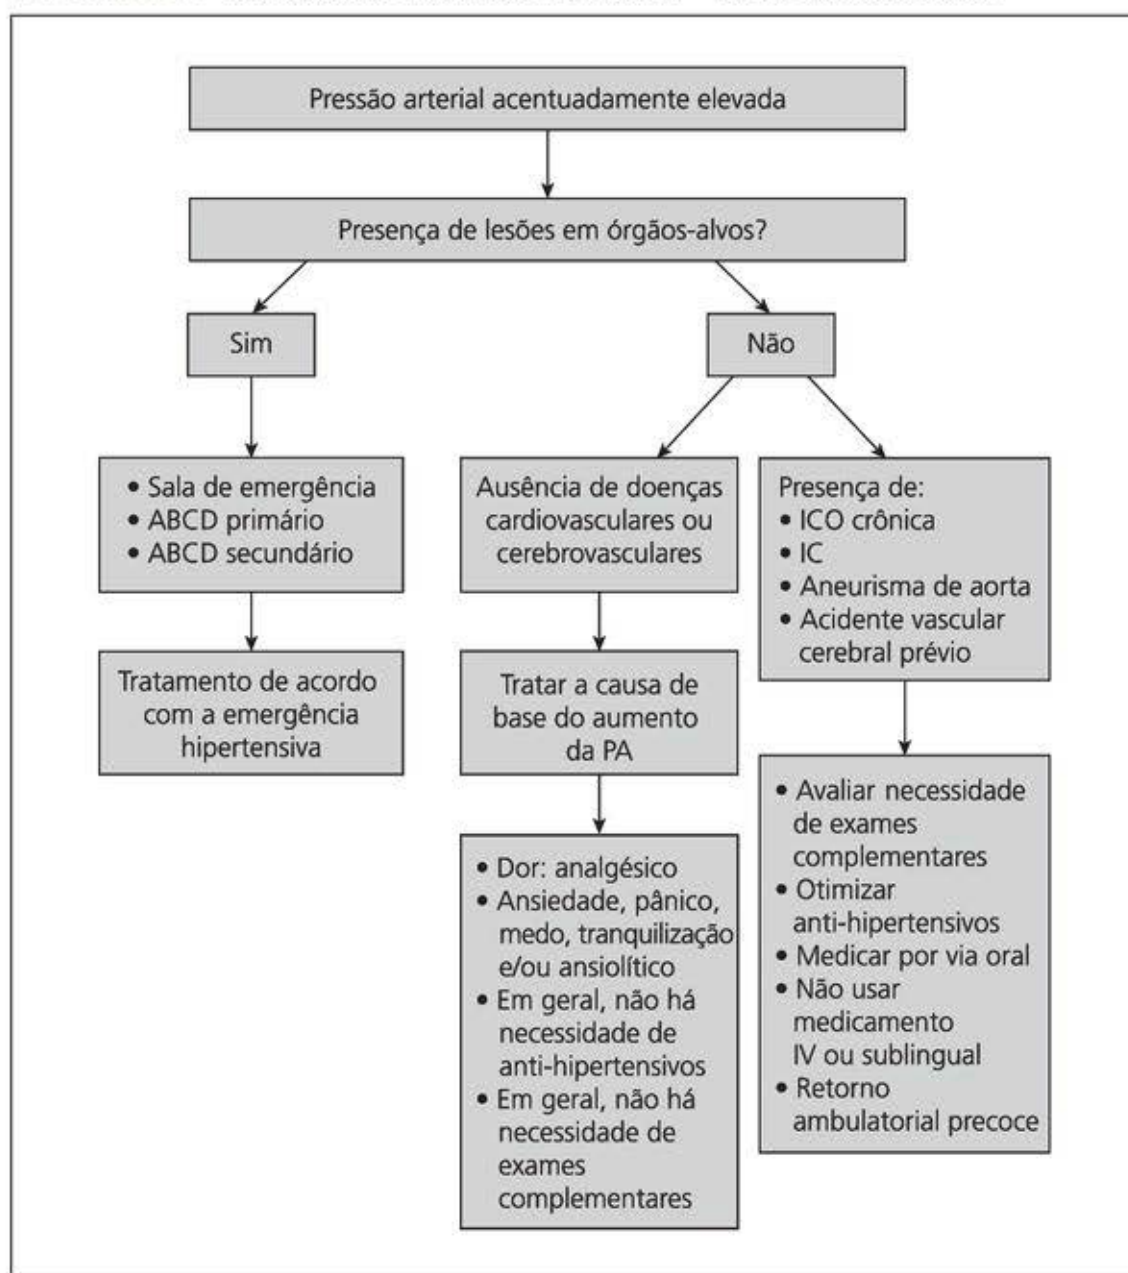 Pressão arterial acentuadamente elevada
Presença de lesões em órgãos-alvos?
Sim
Não
• Sala de emergência
• ABCD primário
• ABCD secundário
Tratamento de acordo
com a emergência
hipertensiva
Ausência de doenças
cardiovasculares ou
cerebrovasculares
Tratar a causa de
base do aumento
da PA
• Dor: analgésico
• Ansiedade, pânico,
medo, tranquilização
e/ou ansiolítico
• Em geral, não há
necessidade de
anti-hipertensivos
• Em geral, não há
necessidade de
exames
complementares
Presença de:
• ICO crônica
• IC
• Aneurisma de aorta
• Acidente vascular
cerebral prévio
• Avaliar necessidade
de exames
complementares
• Otimizar
anti-hipertensivos
• Medicar por via oral
• Não usar
medicamento
IV ou sublingual
• Retorno
ambulatorial precoce